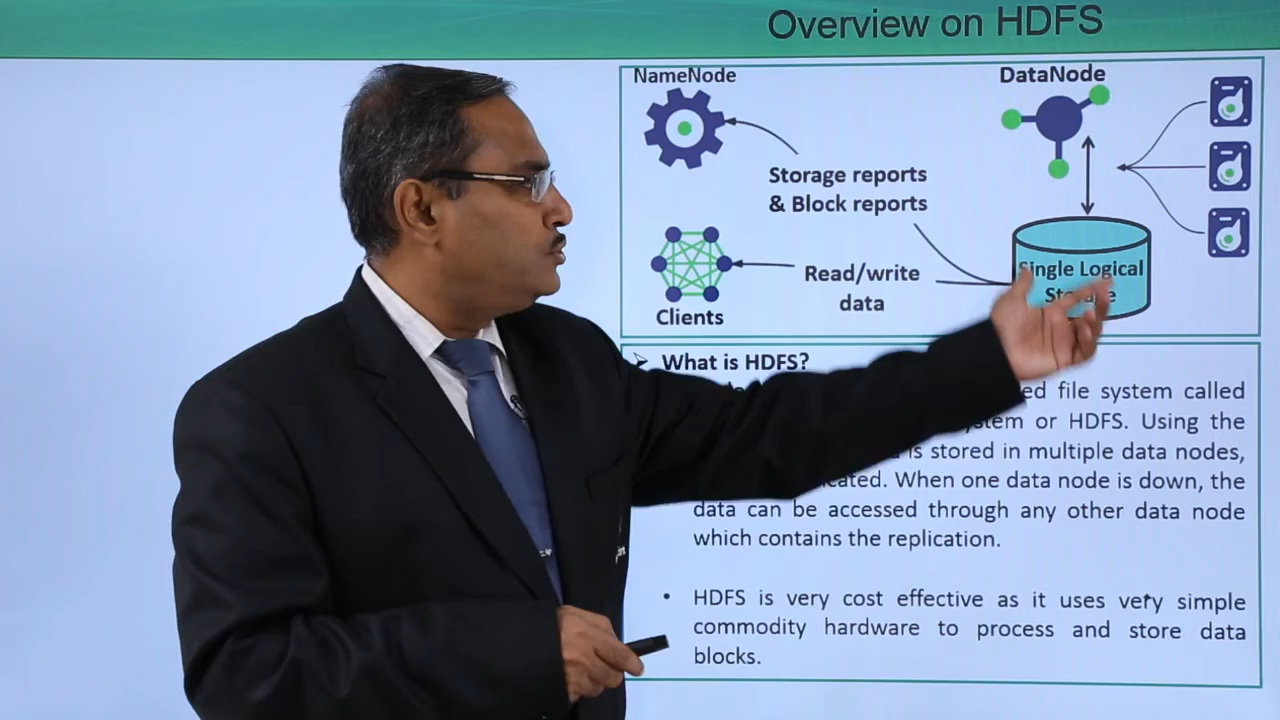 Overview on HDFS
NameNode
DataNode
Storage reports
& Block reports
Single Logical
Read/write
data
Clients
What is HDFS?
ed file system called
or HDFS. Using the
is stored in multiple data nodes,
When one data node is down, the
data can be accessed through any other data node
which contains the replication.
• HDFS is very cost effective as it uses very simple
commodity hardware to process and store data
blocks.